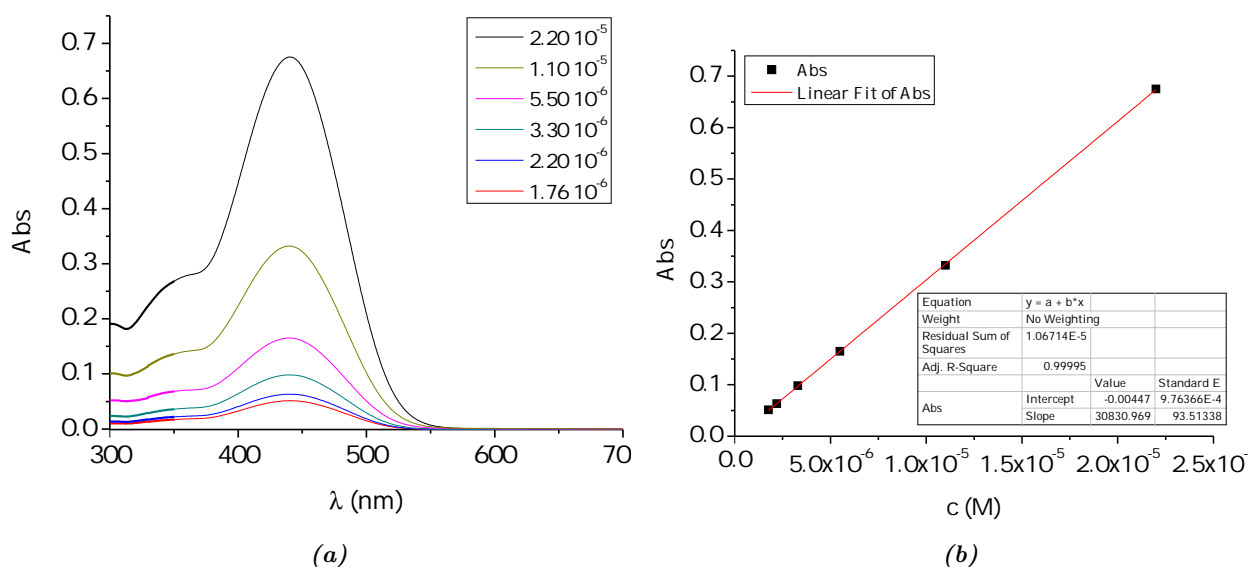 0.7
0.6
0.5
0.4
0.3
0.2
0.1
0.0
Abs
300
400
500
600
70
λ (nm)
2.20 10⁻⁵
1.10 10⁻⁵
5.50 10⁻⁶
3.30 10⁻⁶
2.20 10⁻⁶
1.76 10⁻⁶
(a)
0.7
0.6
0.5
0.4
0.3
0.2
0.1
0.0
Abs
Abs
Linear Fit of Abs
Equation y = a + b*x
Weight No Weighting
Residual Sum of Squares 1.06714E-5
Adj. R-Square 0.99995
Value Standard E
Abs Intercept -0.00447 9.76366E-4
Slope 30830.969 93.51338
0.0
5.0x10⁻⁶
1.0x10⁻⁵
1.5x10⁻⁵
2.0x10⁻⁵
2.5x10⁻
c (M)
(b)